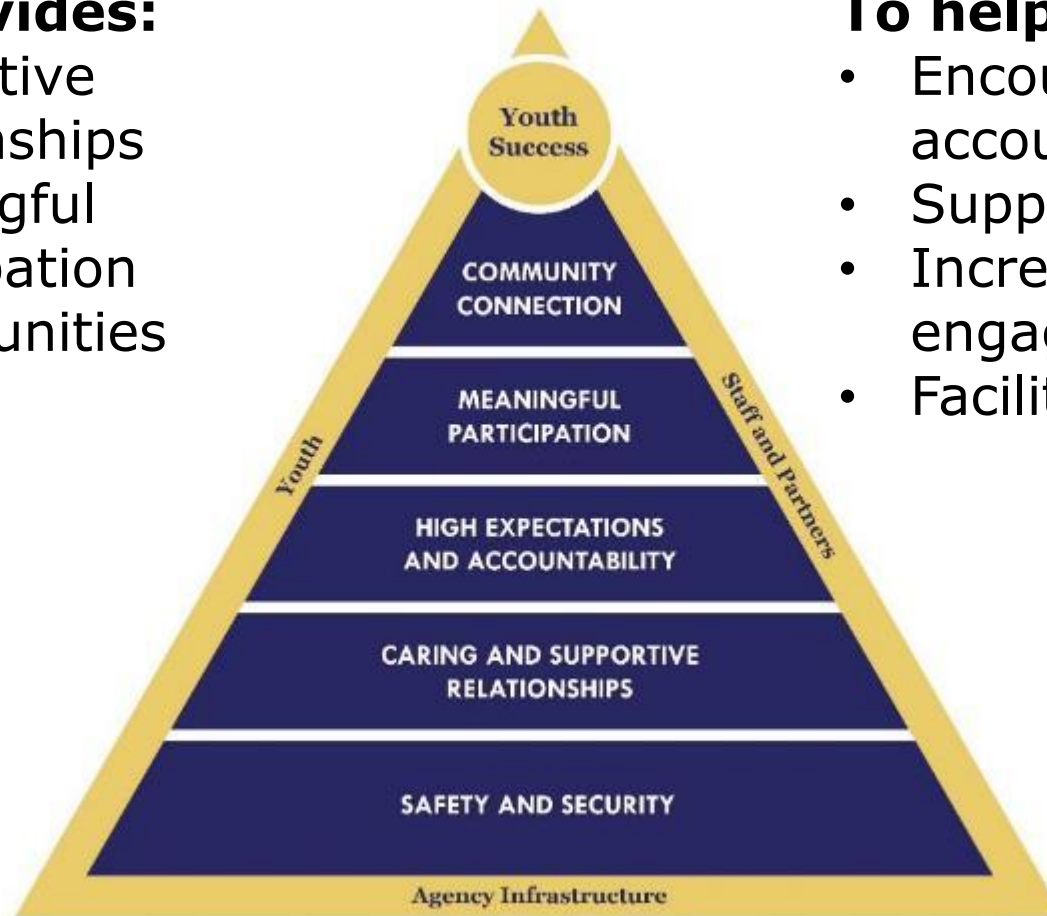 vides:
tive
nships
gful
pation
unities
Youth
Success
COMMUNITY
CONNECTION
MEANINGFUL
PARTICIPATION
HIGH EXPECTATIONS
AND ACCOUNTABILITY
CARING AND SUPPORTIVE
RELATIONSHIPS
SAFETY AND SECURITY
Youth
Staff and Partners
Agency Infrastructure
To help
• Encou
accou
• Supp
• Incre
engag
• Facilit